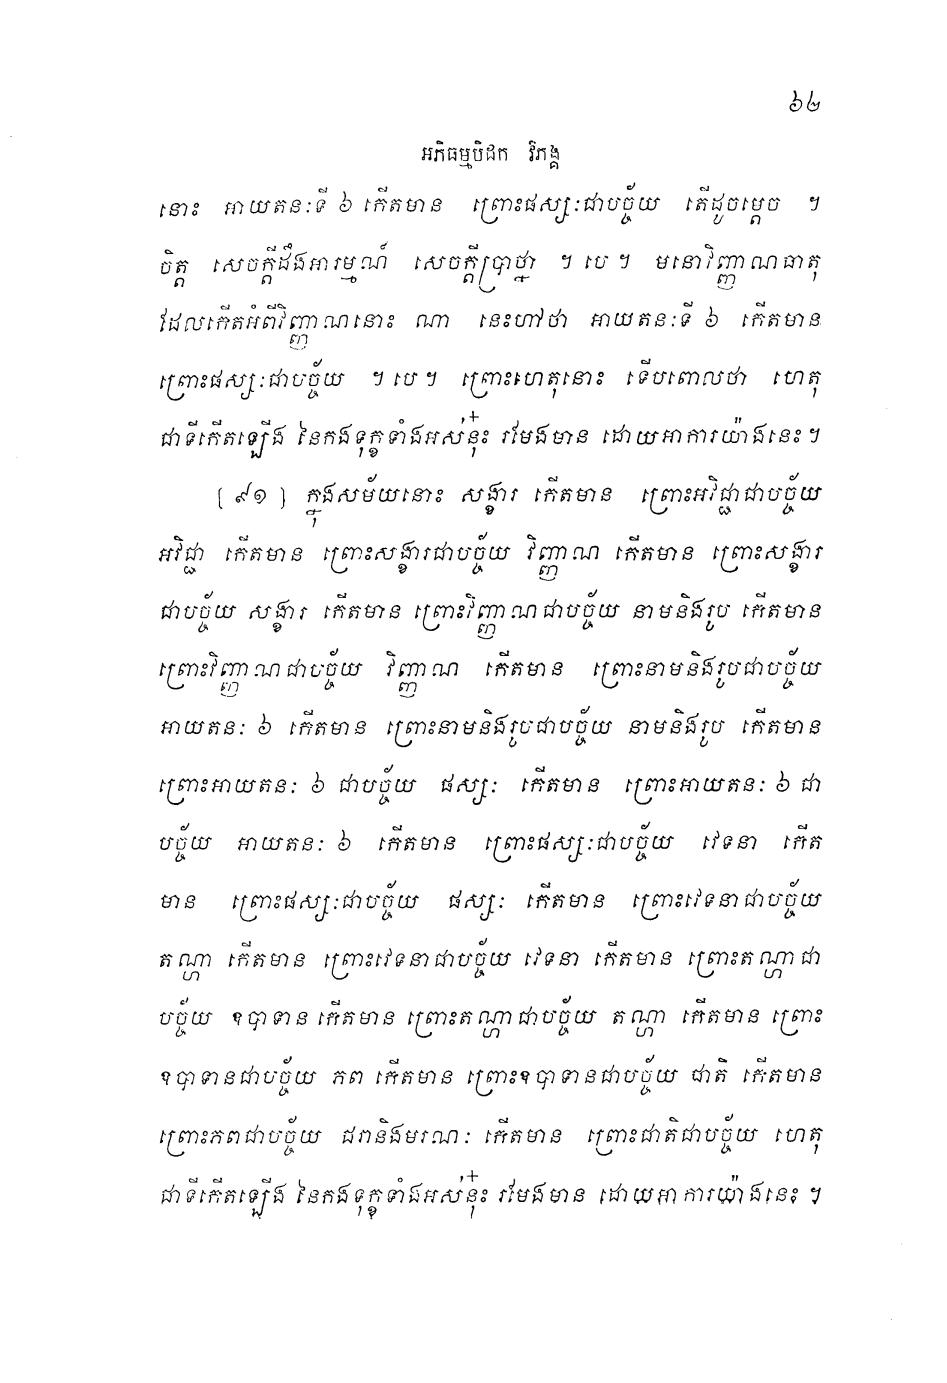 ៦២
អភិធម្មបិដក វិភង្គ
នោះ អាយតនៈទី ៦ កើតមាន ព្រោះផស្សៈជាបច្ច័យ តើដូចម្តេច ។
ចិត្ត សេចក្តីដឹងអារម្មណ៍ សេចក្តីប្រាថ្នា ។ បេ ។ មនោវិញ្ញាណធាតុ
ដែលកើតអំពីវិញ្ញាណនោះ ណា នេះហៅថា អាយតនៈទី ៦ កើតមាន
ព្រោះផស្សៈជាបច្ច័យ ។ បេ ។ ព្រោះហេតុនោះ ទើបពោលថា ហេតុ
ជាទីកើតឡើង នៃកងទុក្ខទាំងអស់នុ៎ះ រមែងមាន ដោយអាការយ៉ាងនេះ ។
[ ៩១ ] ក្នុងសម័យនោះ សង្ខារ កើតមាន ព្រោះអវិជ្ជាជាបច្ច័យ
អវិជ្ជា កើតមាន ព្រោះសង្ខារជាបច្ច័យ វិញ្ញាណ កើតមាន ព្រោះសង្ខារ
ជាបច្ច័យ សង្ខារ កើតមាន ព្រោះវិញ្ញាណជាបច្ច័យ នាមនិងរូប កើតមាន
ព្រោះវិញ្ញាណជាបច្ច័យ វិញ្ញាណ កើតមាន ព្រោះនាមនិងរូបជាបច្ច័យ
អាយតនៈ ៦ កើតមាន ព្រោះនាមនិងរូបជាបច្ច័យ នាមនិងរូប កើតមាន
ព្រោះអាយតនៈ ៦ ជាបច្ច័យ ផស្សៈ កើតមាន ព្រោះអាយតនៈ ៦ ជា
បច្ច័យ អាយតនៈ ៦ កើតមាន ព្រោះផស្សៈជាបច្ច័យ វេទនា កើត
មាន ព្រោះផស្សៈជាបច្ច័យ ផស្សៈ កើតមាន ព្រោះវេទនាជាបច្ច័យ
តណ្ហា កើតមាន ព្រោះវេទនាជាបច្ច័យ វេទនា កើតមាន ព្រោះតណ្ហាជា
បច្ច័យ ឧបាទាន កើតមាន ព្រោះតណ្ហាជាបច្ច័យ តណ្ហា កើតមាន ព្រោះ
ឧបាទានជាបច្ច័យ ភព កើតមាន ព្រោះឧបាទានជាបច្ច័យ ជាតិ កើតមាន
ព្រោះភពជាបច្ច័យ ជរានិងមរណៈ កើតមាន ព្រោះជាតិជាបច្ច័យ ហេតុ
ជាទីកើតឡើង នៃកងទុក្ខទាំងអស់នុ៎ះ រមែងមាន ដោយអាការយ៉ាងនេះ ។